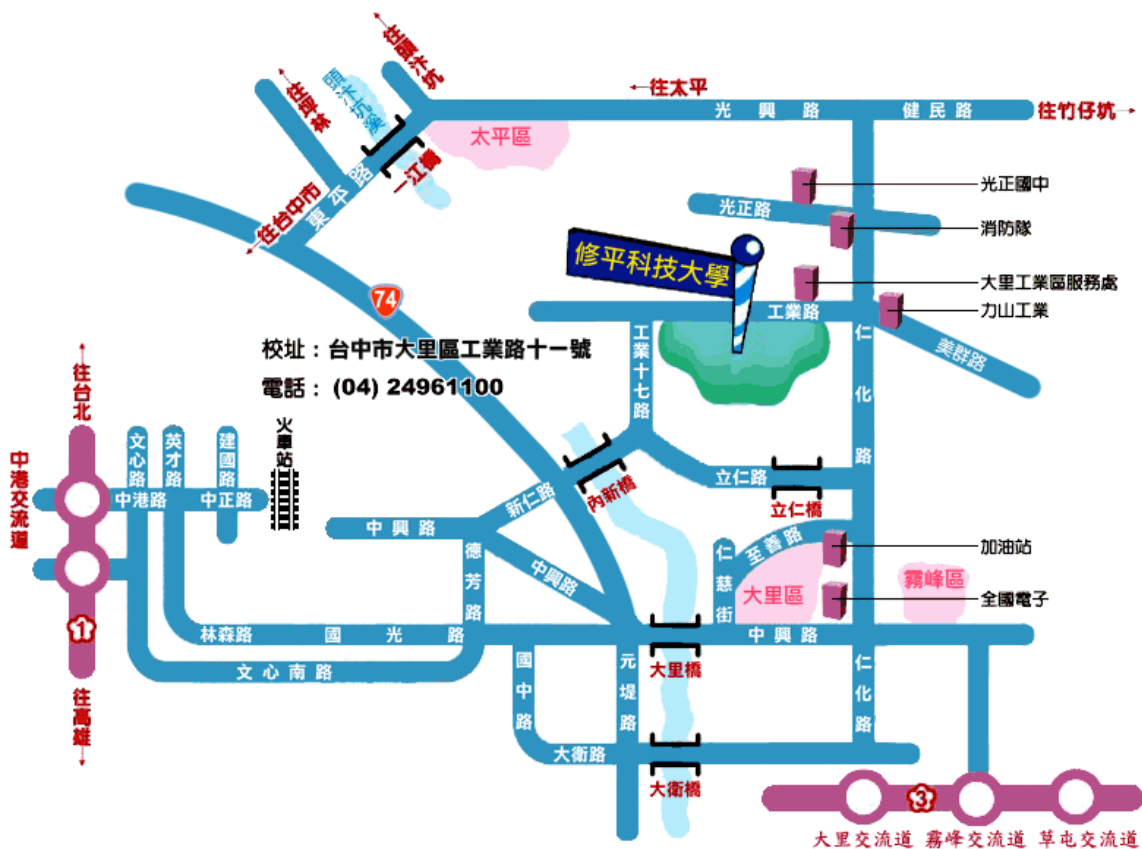 往頭汴坑
往坪林
頭汴坑溪
往太平
光興路
健民路
往竹仔坑
太平區
一江橋
東平路
往台中市
光正國中
光正路
消防隊
修平科技大學
大里工業區服務處
力山工業
工業路
美群路
74
校址：台中市大里區工業路十一號
電話： (04) 24961100
工業十七路
仁化路
往台北
中港交流道
文心路
英才路
建國路
火車站
中港路
中正路
新仁路
內新橋
立仁路
立仁橋
中興路
德芳路
中興路
仁慈街
至善路
加油站
大里區
霧峰區
全國電子
1
林森路
國光路
中興路
大里橋
文心南路
國中路
元堤路
仁化路
往高雄
大衛路
大衛橋
3
大里交流道
霧峰交流道
草屯交流道